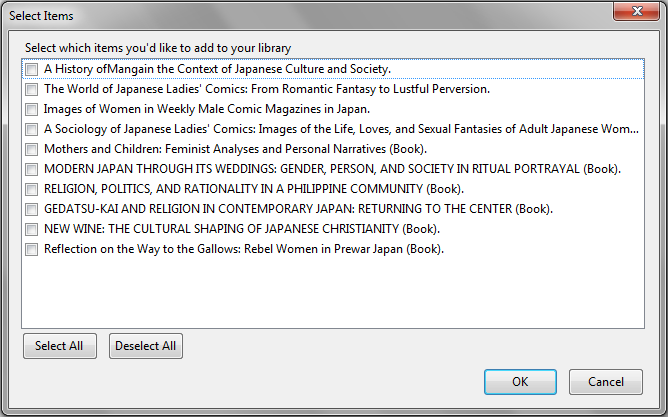 Select Items
Select which items you'd like to add to your library
A History ofMangain the Context of Japanese Culture and Society.
The World of Japanese Ladies' Comics: From Romantic Fantasy to Lustful Perversion.
Images of Women in Weekly Male Comic Magazines in Japan.
A Sociology of Japanese Ladies' Comics: Images of the Life, Loves, and Sexual Fantasies of Adult Japanese Wom...
Mothers and Children: Feminist Analyses and Personal Narratives (Book).
MODERN JAPAN THROUGH ITS WEDDINGS: GENDER, PERSON, AND SOCIETY IN RITUAL PORTRAYAL (Book).
RELIGION, POLITICS, AND RATIONALITY IN A PHILIPPINE COMMUNITY (Book).
GEDATSU-KAI AND RELIGION IN CONTEMPORARY JAPAN: RETURNING TO THE CENTER (Book).
NEW WINE: THE CULTURAL SHAPING OF JAPANESE CHRISTIANITY (Book).
Reflection on the Way to the Gallows: Rebel Women in Prewar Japan (Book).
Select All Deselect All
OK Cancel